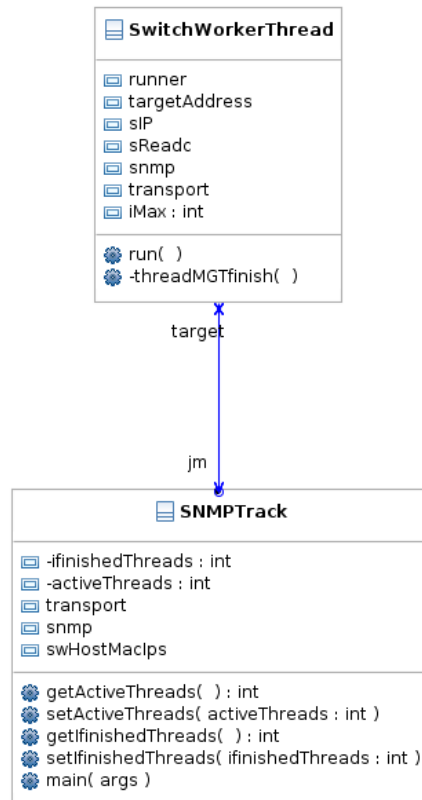 SwitchWorkerThread
runner
targetAddress
sIP
sReadc
snmp
transport
iMax : int
run(  )
-threadMGTfinish(  )
target
jm
SNMPTrack
-ifinishedThreads : int
-activeThreads : int
transport
snmp
swHostMacIps
getActiveThreads(  ) : int
setActiveThreads( activeThreads : int )
getIfinishedThreads(  ) : int
setIfinishedThreads( ifinishedThreads : int )
main( args )